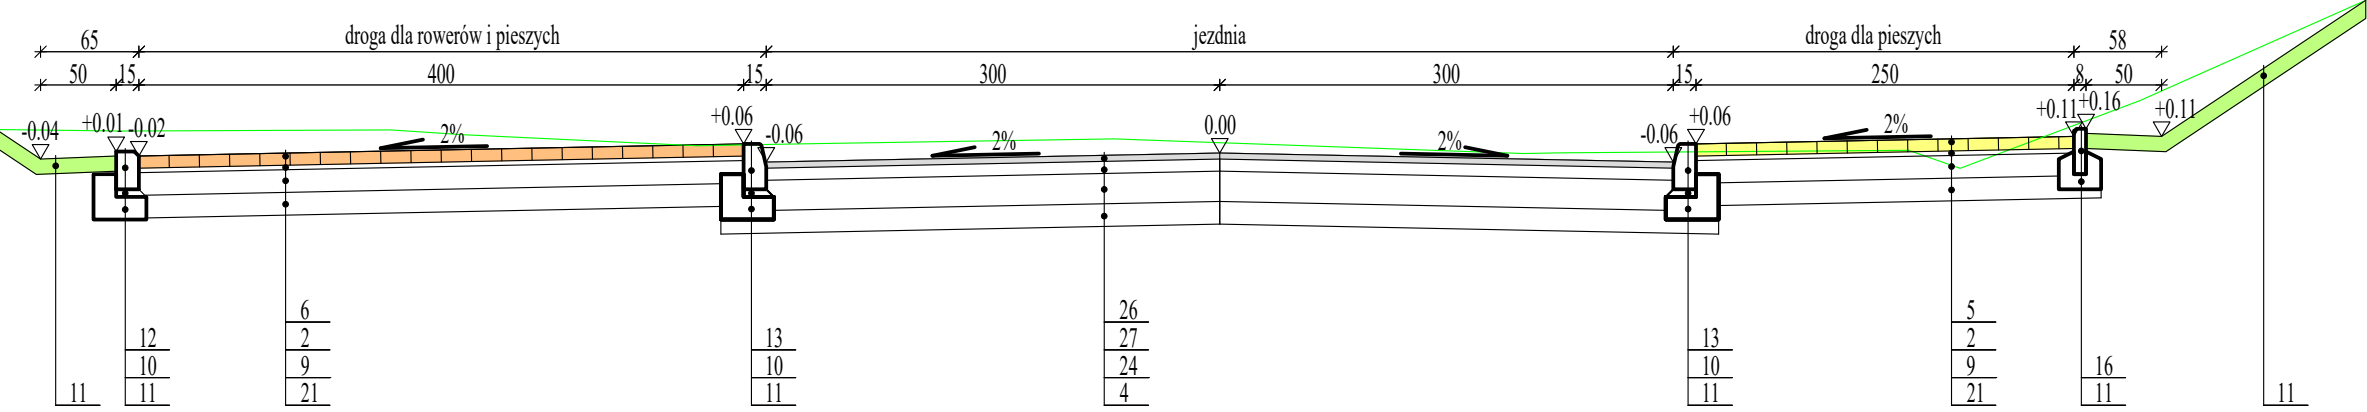 droga dla rowerów i pieszych jezdnia droga dla pieszych
65 58
50 15 400 15 300 300 15 250 8 50
-0.04 +0.01 -0.02 +0.06 -0.06 0.00 -0.06 +0.06 +0.11 +0.16 +0.11
2% 2% 2% 2%
6 26 5
2 27 2
12 13 13
9 24 9
10 10 10 16
21 4 21
11 11 11 11 11 11